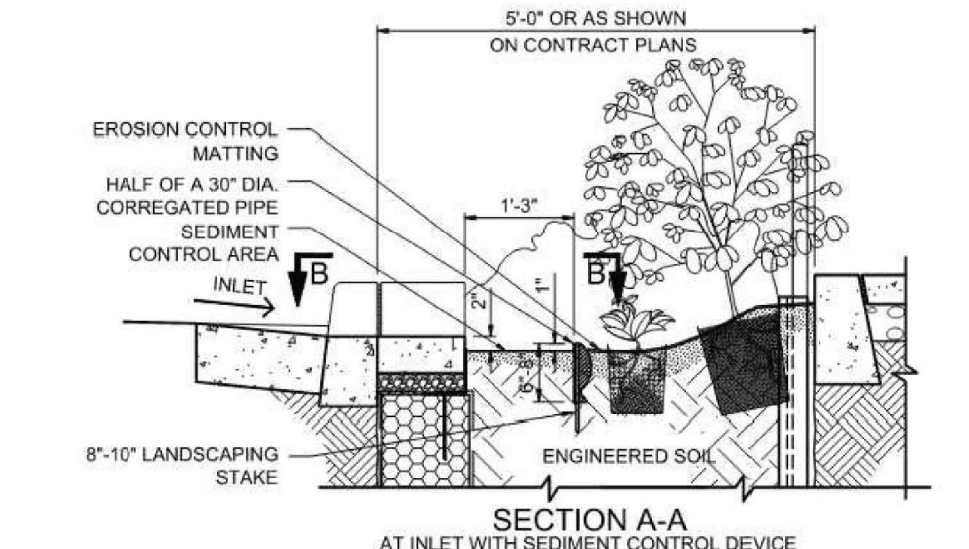 5'-0" OR AS SHOWN
ON CONTRACT PLANS
EROSION CONTROL
MATTING
HALF OF A 30" DIA.
CORREGATED PIPE
SEDIMENT
CONTROL AREA
INLET
B
B
1'-3"
2"
1"
6"-8"
8"-10" LANDSCAPING
STAKE
ENGINEERED SOIL
SECTION A-A
AT INLET WITH SEDIMENT CONTROL DEVICE